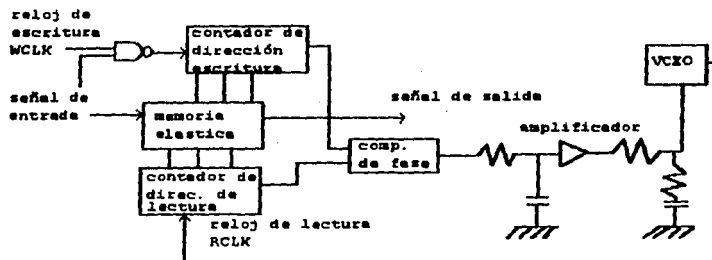 reloj de
escritura
WCLK
contador de
dirección
escritura
VCXO
señal de
entrada
memoria
elastica
señal de salida
amplificador
comp.
de fase
contador de
direc. de
lectura
reloj de lectura
RCLK